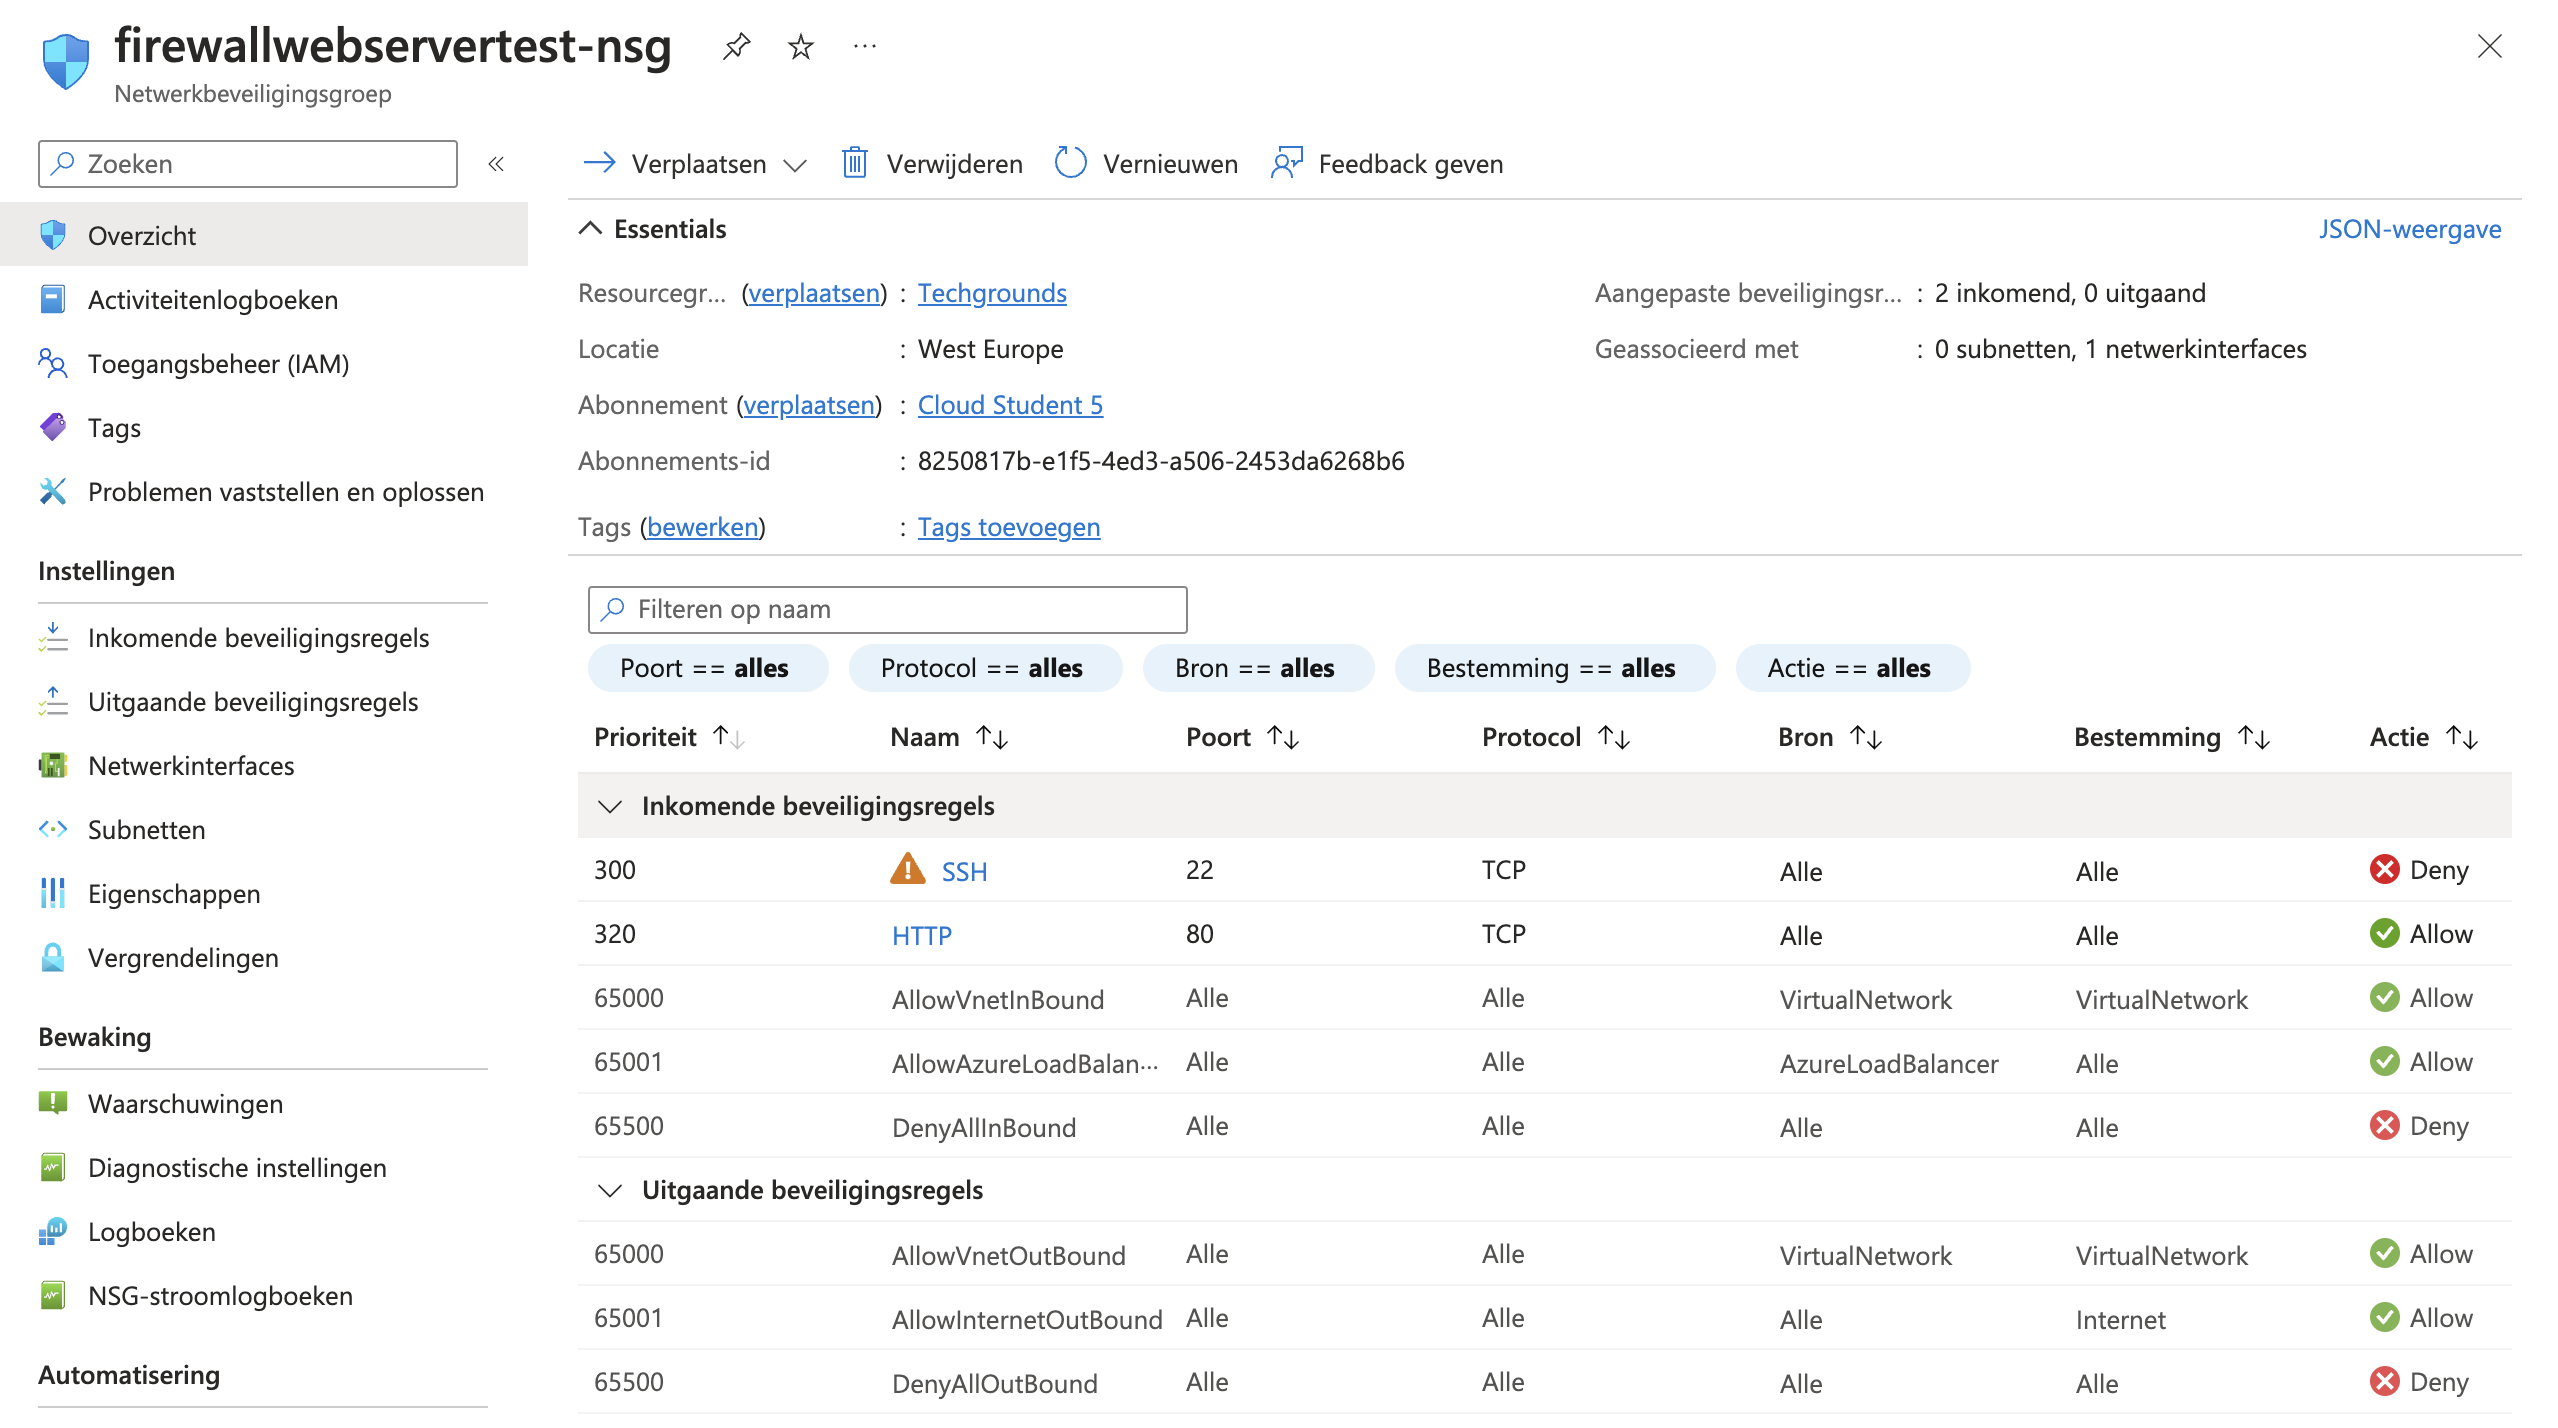 firewallwebservertest-nsg
Netwerkbeveiligingsgroep
Zoeken
Overzicht
Activiteitenlogboeken
Toegangsbeheer (IAM)
Tags
Problemen vaststellen en oplossen
Instellingen
Inkomende beveiligingsregels
Uitgaande beveiligingsregels
Netwerkinterfaces
Subnetten
Eigenschappen
Vergrendelingen
Bewaking
Waarschuwingen
Diagnostische instellingen
Logboeken
NSG-stroomlogboeken
Automatisering
Verplaatsen Verwijderen Vernieuwen Feedback geven
Essentials JSON-weergave
Resourcegr... (verplaatsen) : Techgrounds
Locatie : West Europe
Abonnement (verplaatsen) : Cloud Student 5
Abonnements-id : 8250817b-e1f5-4ed3-a506-2453da6268b6
Tags (bewerken) : Tags toevoegen
Aangepaste beveiligingsr... : 2 inkomend, 0 uitgaand
Geassocieerd met : 0 subnetten, 1 netwerkinterfaces
Filteren op naam
Poort == alles Protocol == alles Bron == alles Bestemming == alles Actie == alles
Prioriteit Naam Poort Protocol Bron Bestemming Actie
Inkomende beveiligingsregels
300 SSH 22 TCP Alle Alle Deny
320 HTTP 80 TCP Alle Alle Allow
65000 AllowVnetInBound Alle Alle VirtualNetwork VirtualNetwork Allow
65001 AllowAzureLoadBalan... Alle Alle AzureLoadBalancer Alle Allow
65500 DenyAllInBound Alle Alle Alle Alle Deny
Uitgaande beveiligingsregels
65000 AllowVnetOutBound Alle Alle VirtualNetwork VirtualNetwork Allow
65001 AllowInternetOutBound Alle Alle Alle Internet Allow
65500 DenyAllOutBound Alle Alle Alle Alle Deny